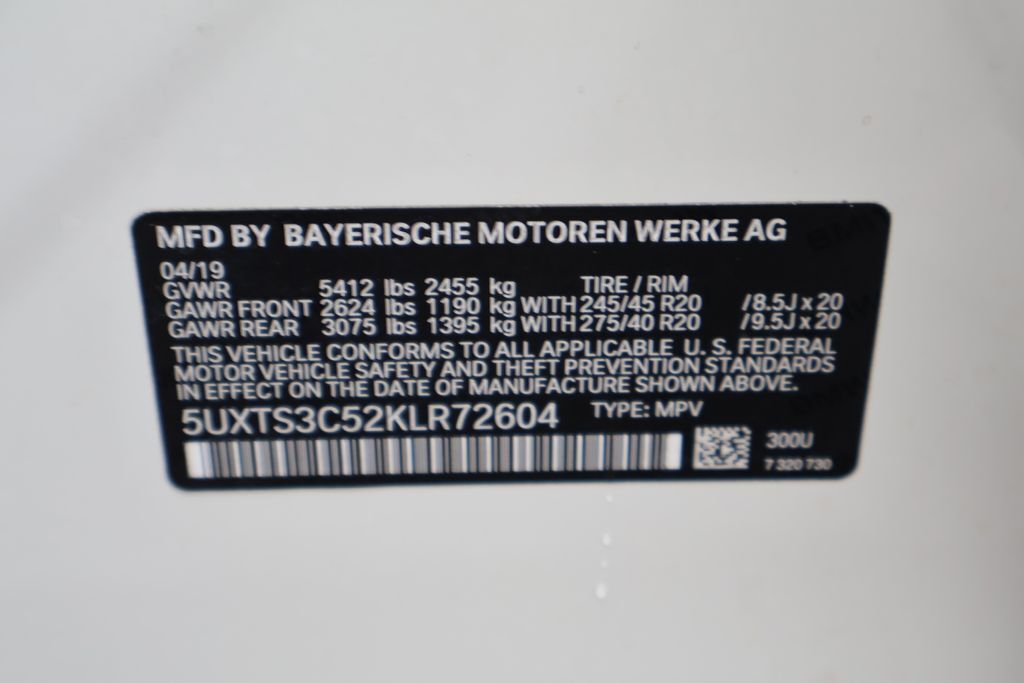 MFD BY BAYERISCHE MOTOREN WERKE AG
04/19
GVWR 5412 lbs 2455 kg TIRE / RIM
GAWR FRONT 2624 lbs 1190 kg WITH 245/45 R20 /8.5J x 20
GAWR REAR 3075 lbs 1395 kg WITH 275/40 R20 /9.5J x 20
THIS VEHICLE CONFORMS TO ALL APPLICABLE U. S. FEDERAL
MOTOR VEHICLE SAFETY AND THEFT PREVENTION STANDARDS
IN EFFECT ON THE DATE OF MANUFACTURE SHOWN ABOVE.
5UXTS3C52KLR72604 TYPE: MPV
300U
7 320 730